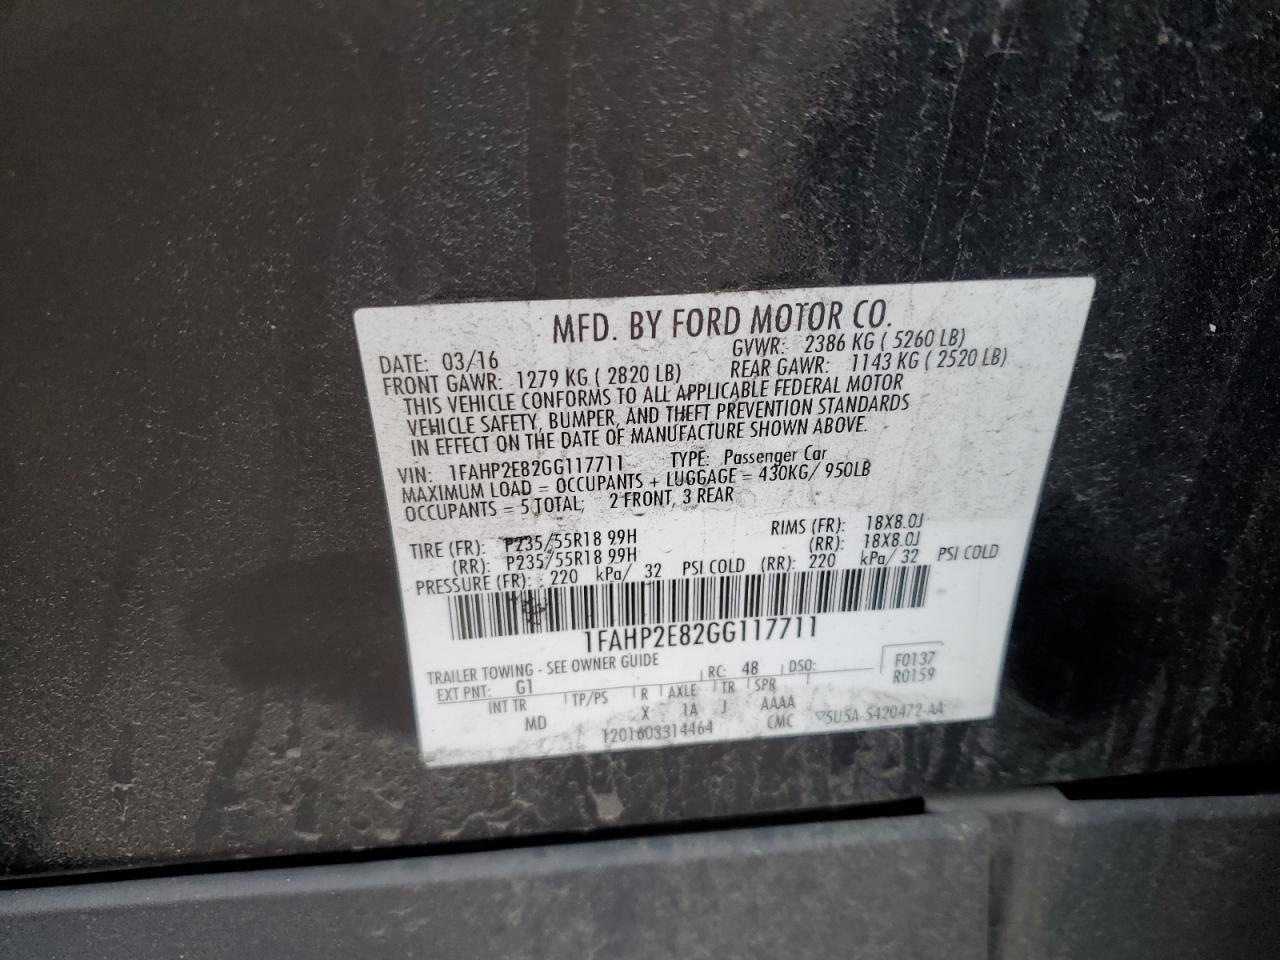 MFD. BY FORD MOTOR CO.
DATE: 03/16 GVWR: 2386 KG ( 5260 LB)
FRONT GAWR: 1279 KG ( 2820 LB) REAR GAWR: 1143 KG ( 2520 LB)
THIS VEHICLE CONFORMS TO ALL APPLICABLE FEDERAL MOTOR
VEHICLE SAFETY, BUMPER, AND THEFT PREVENTION STANDARDS
IN EFFECT ON THE DATE OF MANUFACTURE SHOWN ABOVE.
VIN: 1FAHP2E82GG117711 TYPE: Passenger Car
MAXIMUM LOAD = OCCUPANTS + LUGGAGE = 430KG/ 950LB
OCCUPANTS = 5 TOTAL; 2 FRONT, 3 REAR
TIRE (FR): P235/55R18 99H RIMS (FR): 18X8.0J
(RR): P235/55R18 99H (RR): 18X8.0J
PRESSURE (FR): 220 kPa/ 32 PSI COLD (RR): 220 kPa/ 32 PSI COLD
1FAHP2E82GG117711
TRAILER TOWING - SEE OWNER GUIDE
EXT PNT: G1 RC: 48 DSO: F0137
R0159
INT TR TP/PS R AXLE TR SPR
MD X 1A J AAAA
1201603314464 CMC ▽5U5A-5420472-AA